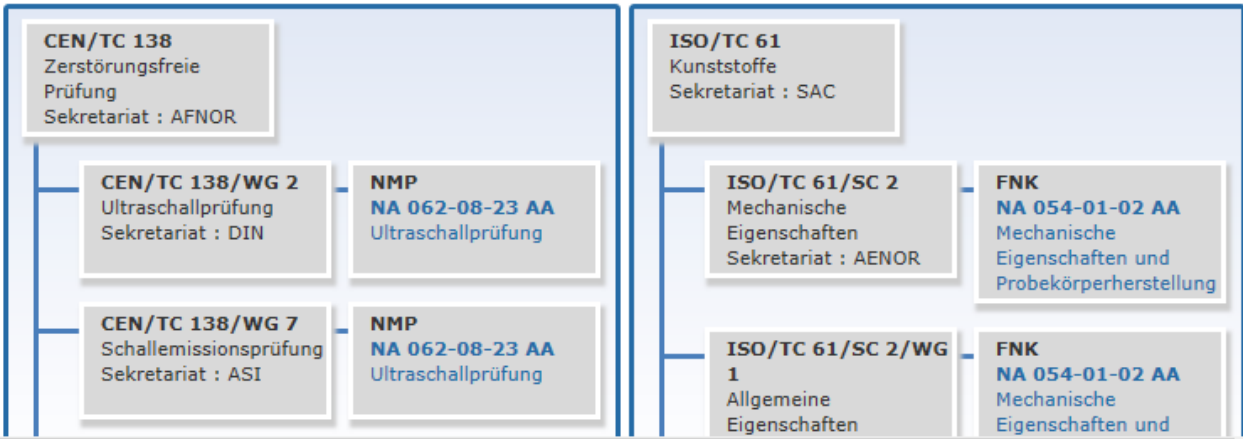 CEN/TC 138
Zerstörungsfreie
Prüfung
Sekretariat : AFNOR
CEN/TC 138/WG 2
Ultraschallprüfung
Sekretariat : DIN
NMP
NA 062-08-23 AA
Ultraschallprüfung
CEN/TC 138/WG 7
Schallemissionsprüfung
Sekretariat : ASI
NMP
NA 062-08-23 AA
Ultraschallprüfung
ISO/TC 61
Kunststoffe
Sekretariat : SAC
ISO/TC 61/SC 2
Mechanische
Eigenschaften
Sekretariat : AENOR
FNK
NA 054-01-02 AA
Mechanische
Eigenschaften und
Probekörperherstellung
ISO/TC 61/SC 2/WG
1
Allgemeine
Eigenschaften
FNK
NA 054-01-02 AA
Mechanische
Eigenschaften und